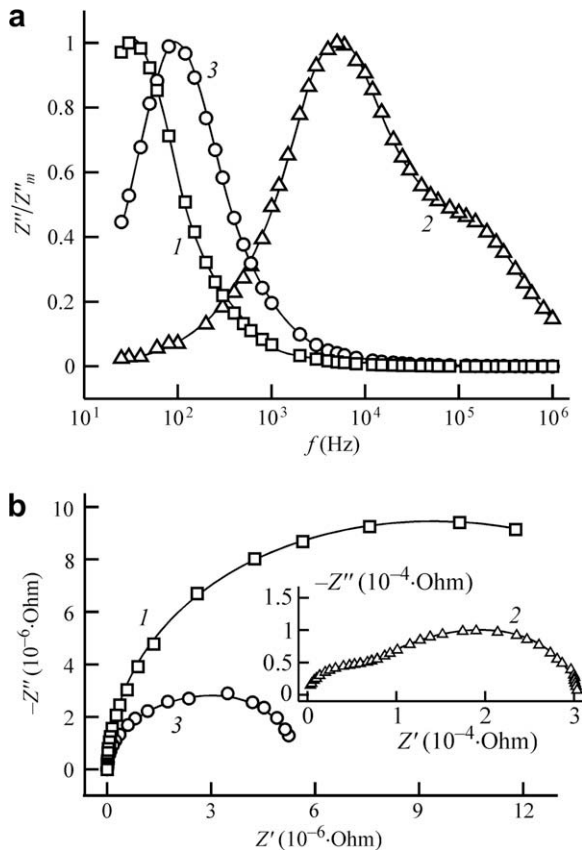 a
Z''/Z''m
1
0.8
0.6
0.4
0.2
0
1
2
3
10¹ 10² 10³ 10⁴ 10⁵ 10⁶
f (Hz)
b
–Z'' (10⁻⁶·Ohm)
10
8
6
4
2
0
1
3
0 3 6 9 12
Z' (10⁻⁶·Ohm)
–Z'' (10⁻⁴·Ohm)
1.5
1
0.5
0
2
0 1 2 3
Z' (10⁻⁴·Ohm)